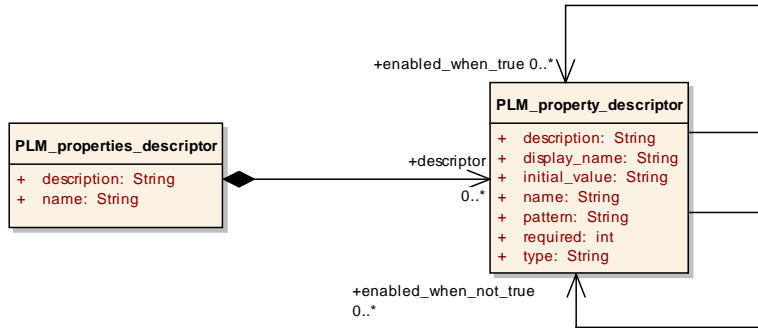 +enabled_when_true 0..*
PLM_property_descriptor
+ description: String
+ display_name: String
+ initial_value: String
+ name: String
+ pattern: String
+ required: int
+ type: String
PLM_properties_descriptor
+ description: String
+ name: String
+descriptor
0..*
+enabled_when_not_true
0..*